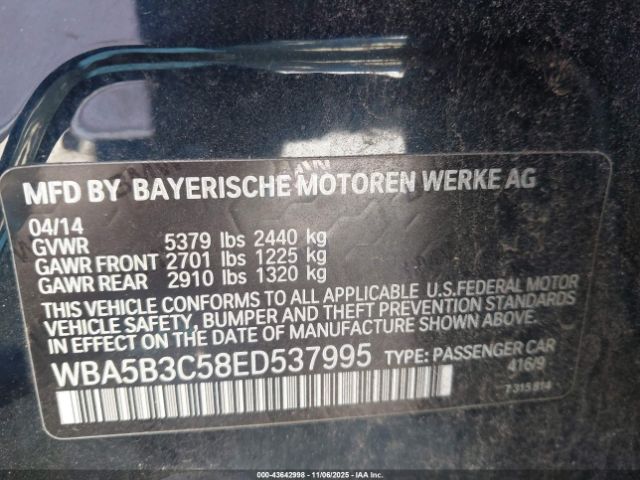 MFD BY BAYERISCHE MOTOREN WERKE AG
04/14
GVWR 5379 lbs 2440 kg
GAWR FRONT 2701 lbs 1225 kg
GAWR REAR 2910 lbs 1320 kg
THIS VEHICLE CONFORMS TO ALL APPLICABLE U.S.FEDERAL MOTOR
VEHICLE SAFETY, BUMPER AND THEFT PREVENTION STANDARDS
IN EFFECT ON THE DATE OF MANUFACTURE SHOWN ABOVE.
WBA5B3C58ED537995 TYPE: PASSENGER CAR
416/9
7 315 814
000-43642998 - 11/06/2025 - IAA Inc.